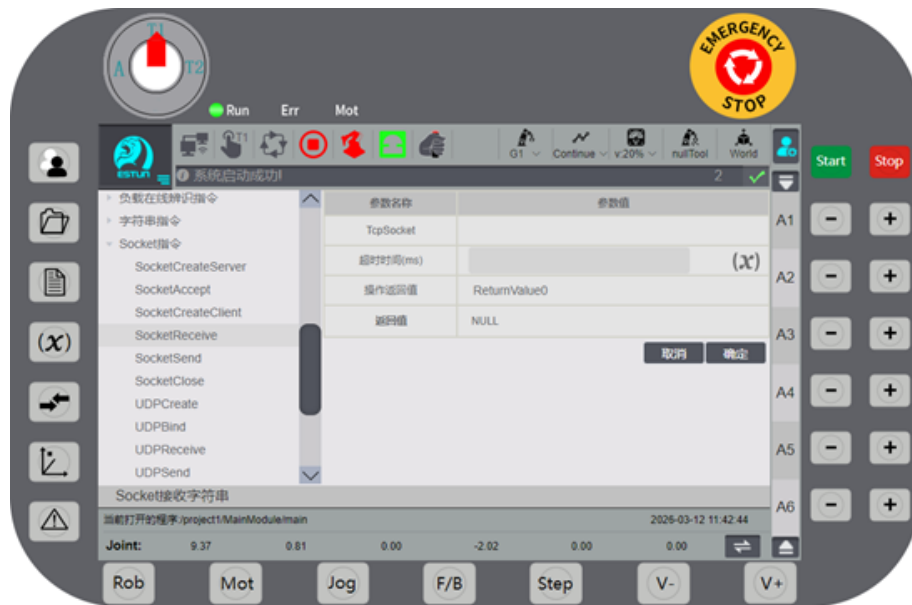 T1
A
T2
EMERGENCY
STOP
Run Err Mot
T1
G1 Continue v:20% nullTool World
ESTUN
系统启动成功!
2
Start
Stop
负载在线辨识指令
字符串指令
Socket指令
SocketCreateServer
SocketAccept
SocketCreateClient
SocketReceive
SocketSend
SocketClose
UDPCreate
UDPBind
UDPReceive
UDPSend
参数名称 参数值
TcpSocket
超时时间(ms) (x)
操作返回值 ReturnValue0
返回值 NULL
取消 确定
A1 - +
A2 - +
(x)
A3 - +
A4 - +
A5 - +
A6 - +
Socket接收字符串
当前打开的程序:/project1/MainModule/main 2026-03-12 11:42:44
Joint: 9.37 0.81 0.00 -2.02 0.00 0.00
Rob Mot Jog F/B Step V- V+